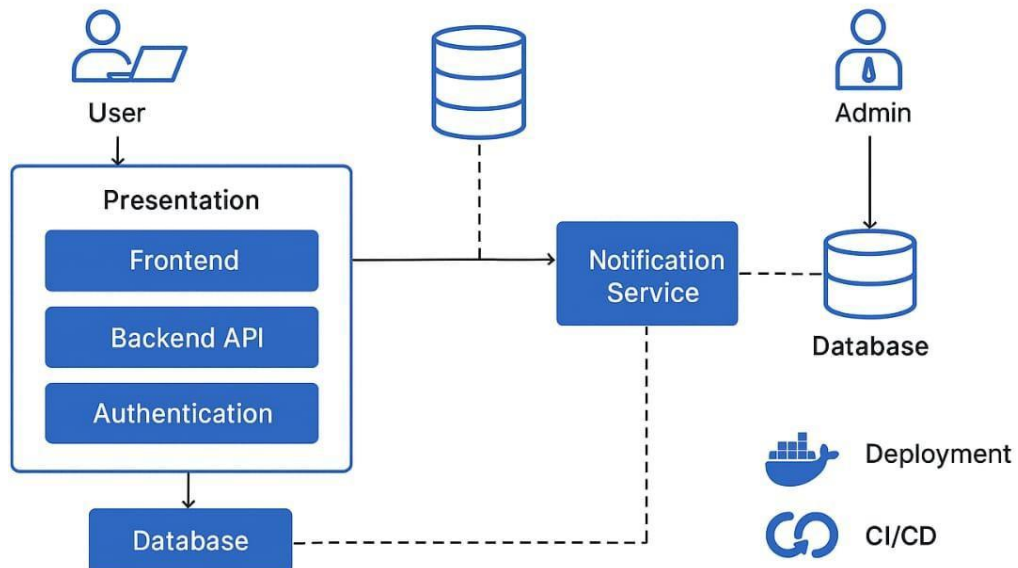 User
Admin
Presentation
Frontend
Backend API
Authentication
Notification
Service
Database
Deployment
Database
CI/CD